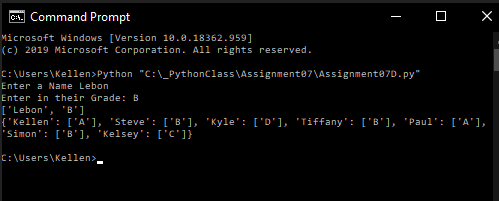 Command Prompt
Microsoft Windows [Version 10.0.18362.959]
(c) 2019 Microsoft Corporation. All rights reserved.
C:\Users\Kellen>Python "C:\_PythonClass\Assignment07\Assignment07D.py"
Enter a Name Lebon
Enter in their Grade: B
['Lebon', 'B']
{'Kellen': ['A'], 'Steve': ['B'], 'Kyle': ['D'], 'Tiffany': ['B'], 'Paul': ['A'],
'Simon': ['B'], 'Kelsey': ['C']}
C:\Users\Kellen>